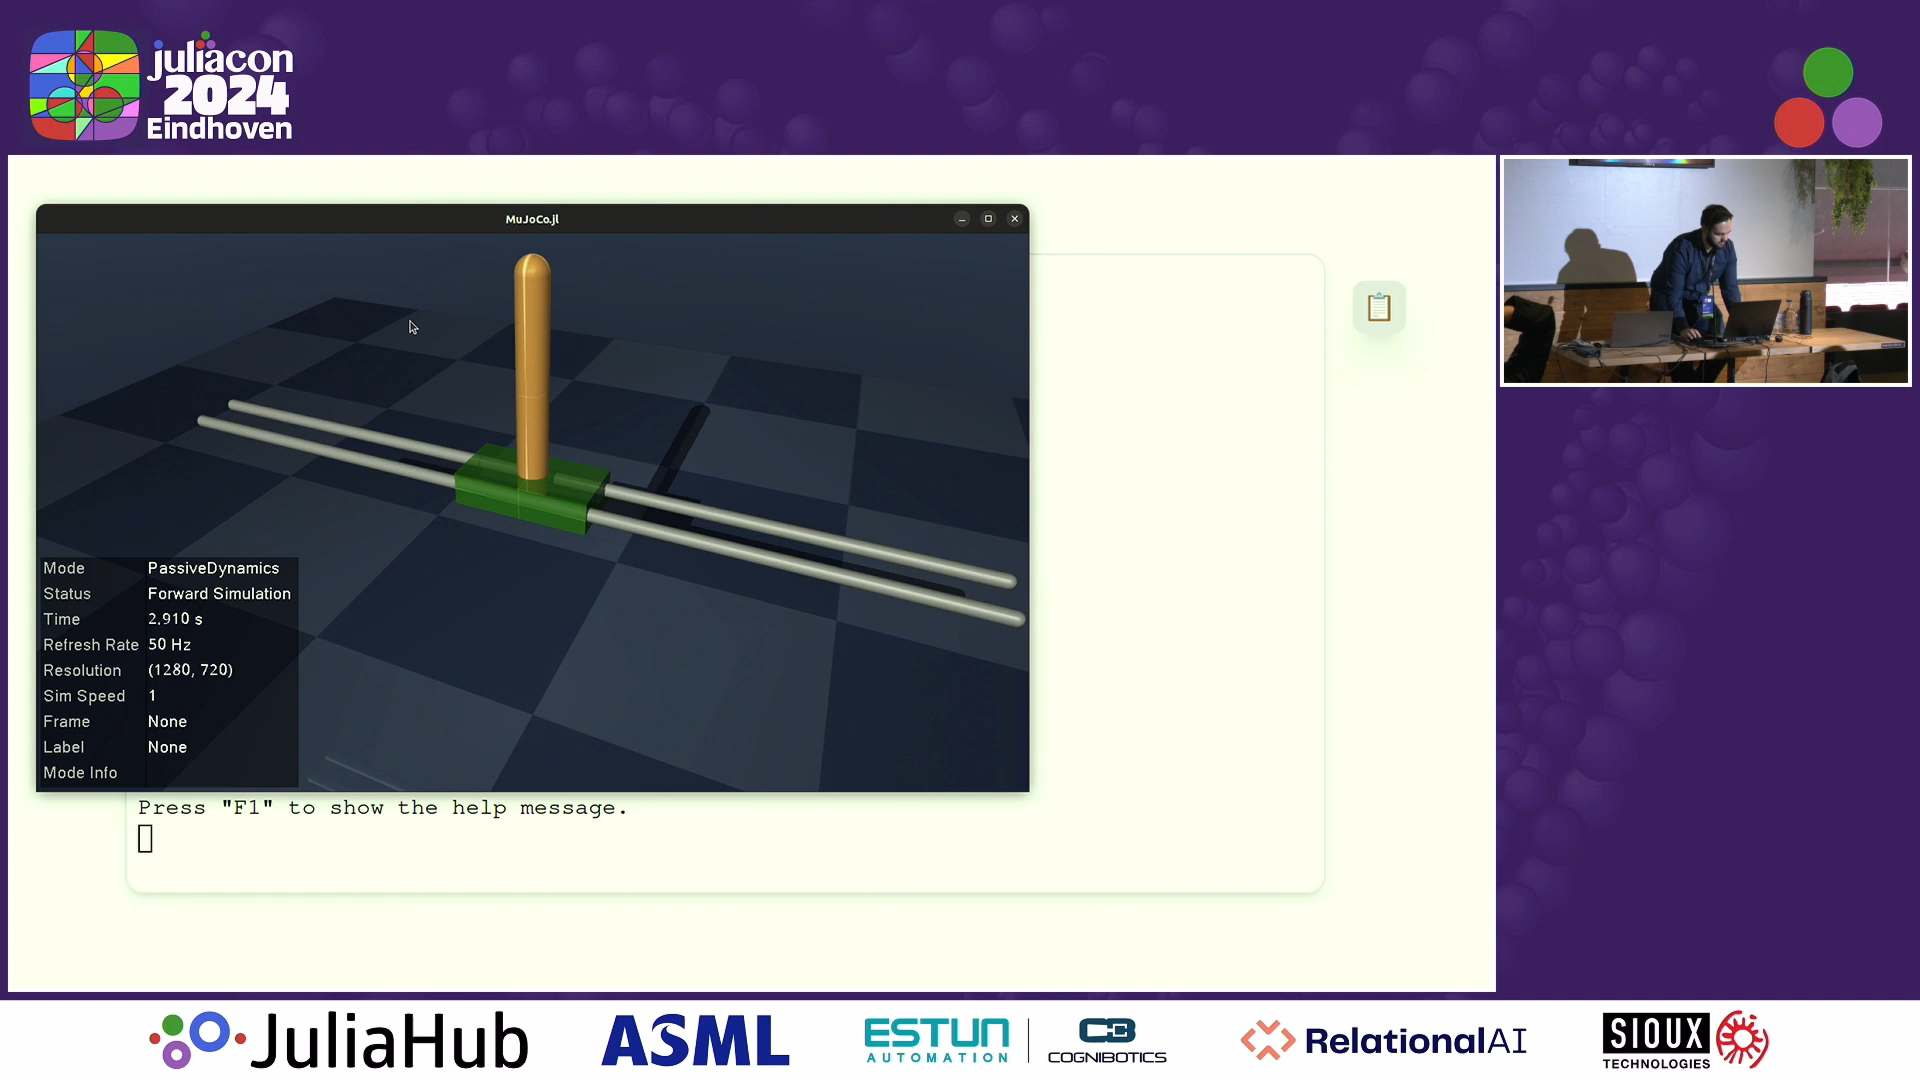 juliacon
2024
Eindhoven
MuJoCo.jl
Mode PassiveDynamics
Status Forward Simulation
Time 2.910 s
Refresh Rate 50 Hz
Resolution (1280, 720)
Sim Speed 1
Frame None
Label None
Mode Info
Press "F1" to show the help message.
JuliaHub
ASML
ESTUN
AUTOMATION
COGNIBOTICS
RelationalAI
SIOUX
TECHNOLOGIES